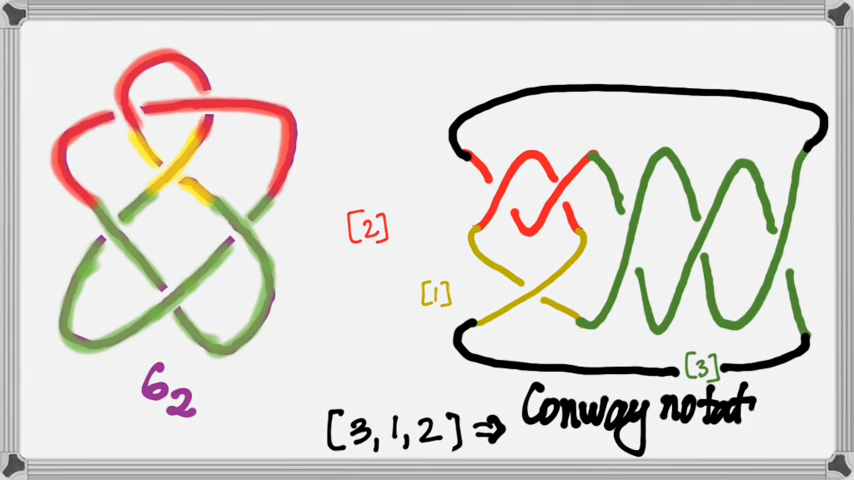 [2]
[1]
[3]
6₂
[3, 1, 2] ⇒ Conway notat